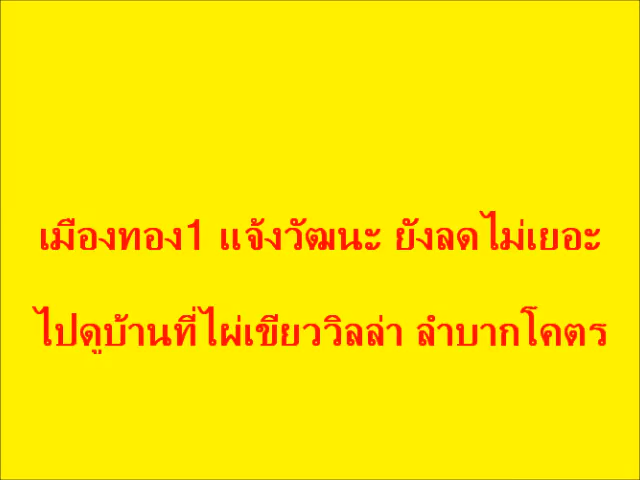 เมืองทอง1 แจ้งวัฒนะ ยังลดไม่เยอะ
ไปดูบ้านที่ไผ่เขียววิลล่า ลำบากโคตร